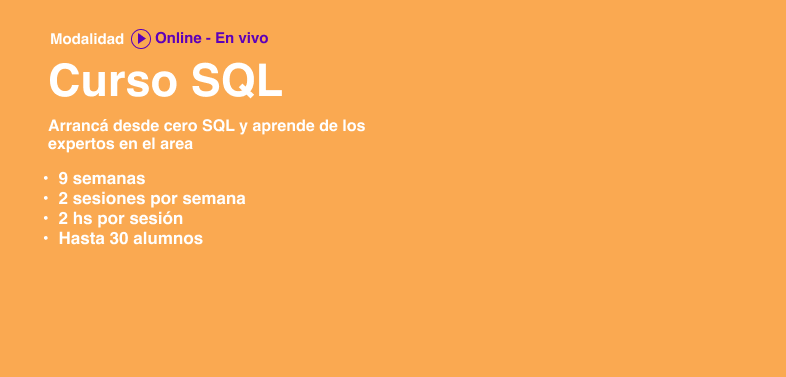 Modalidad Online - En vivo
Curso SQL
Arrancá desde cero SQL y aprende de los
expertos en el area
• 9 semanas
• 2 sesiones por semana
• 2 hs por sesión
• Hasta 30 alumnos